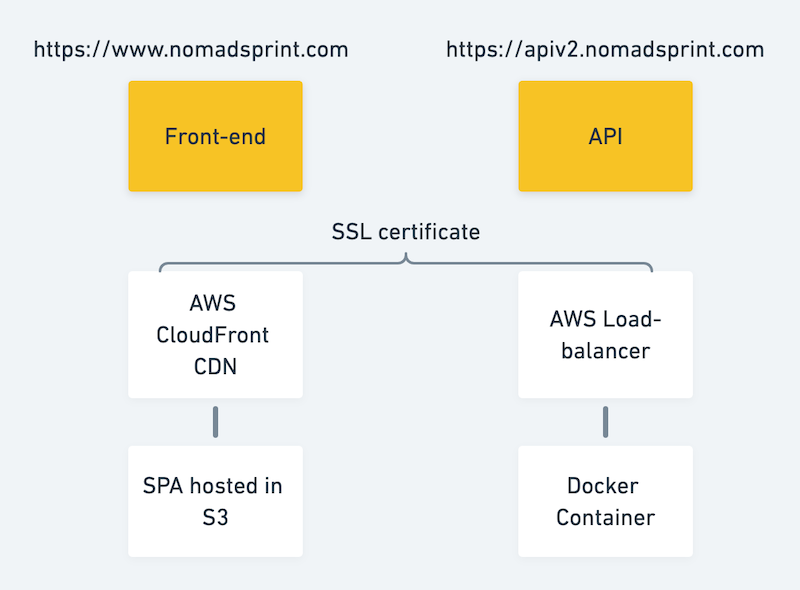 https://www.nomadsprint.com
https://apiv2.nomadsprint.com
Front-end
API
SSL certificate
AWS
CloudFront
CDN
AWS Load-
balancer
SPA hosted in
S3
Docker
Container